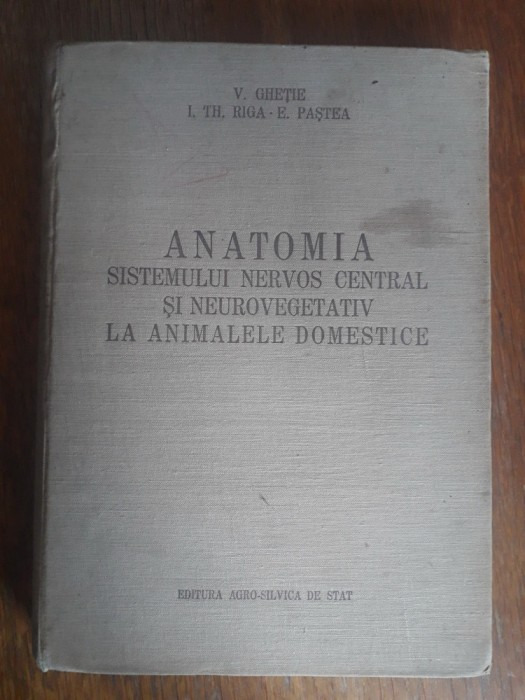 V. GHEȚIE
I. TH. RIGA · E. PAȘTEA
ANATOMIA
SISTEMULUI NERVOS CENTRAL
ȘI NEUROVEGETATIV
LA ANIMALELE DOMESTICE
EDITURA AGRO-SILVICA DE STAT